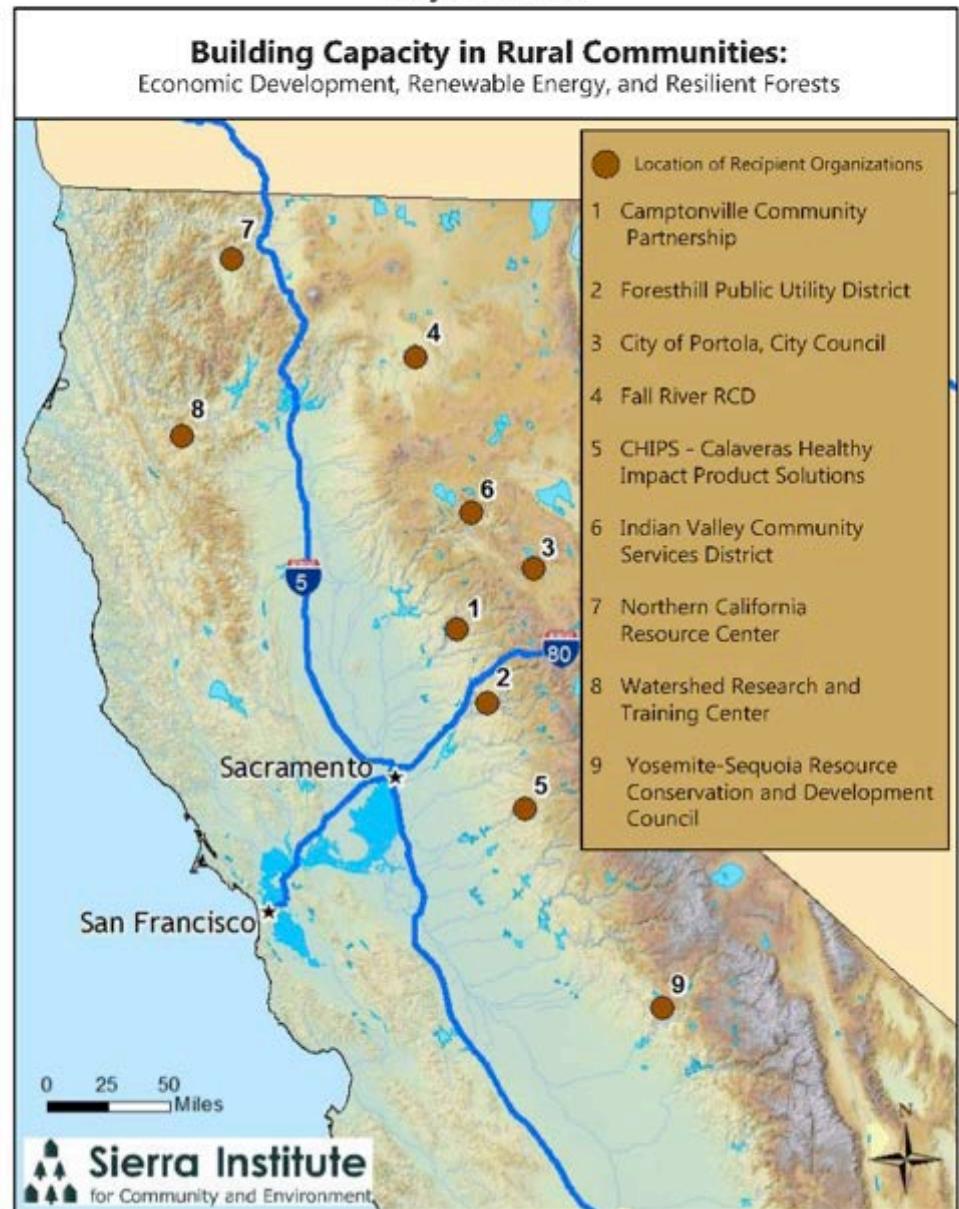 Building Capacity in Rural Communities:
Economic Development, Renewable Energy, and Resilient Forests
Location of Recipient Organizations
1 Camptonville Community
Partnership
2 Foresthill Public Utility District
3 City of Portola, City Council
4 Fall River RCD
5 CHIPS - Calaveras Healthy
Impact Product Solutions
6 Indian Valley Community
Services District
7 Northern California
Resource Center
8 Watershed Research and
Training Center
9 Yosemite-Sequoia Resource
Conservation and Development
Council
7
4
8
6
3
5
1
80
2
Sacramento
5
San Francisco
9
0 25 50
Miles
N
Sierra Institute
for Community and Environment